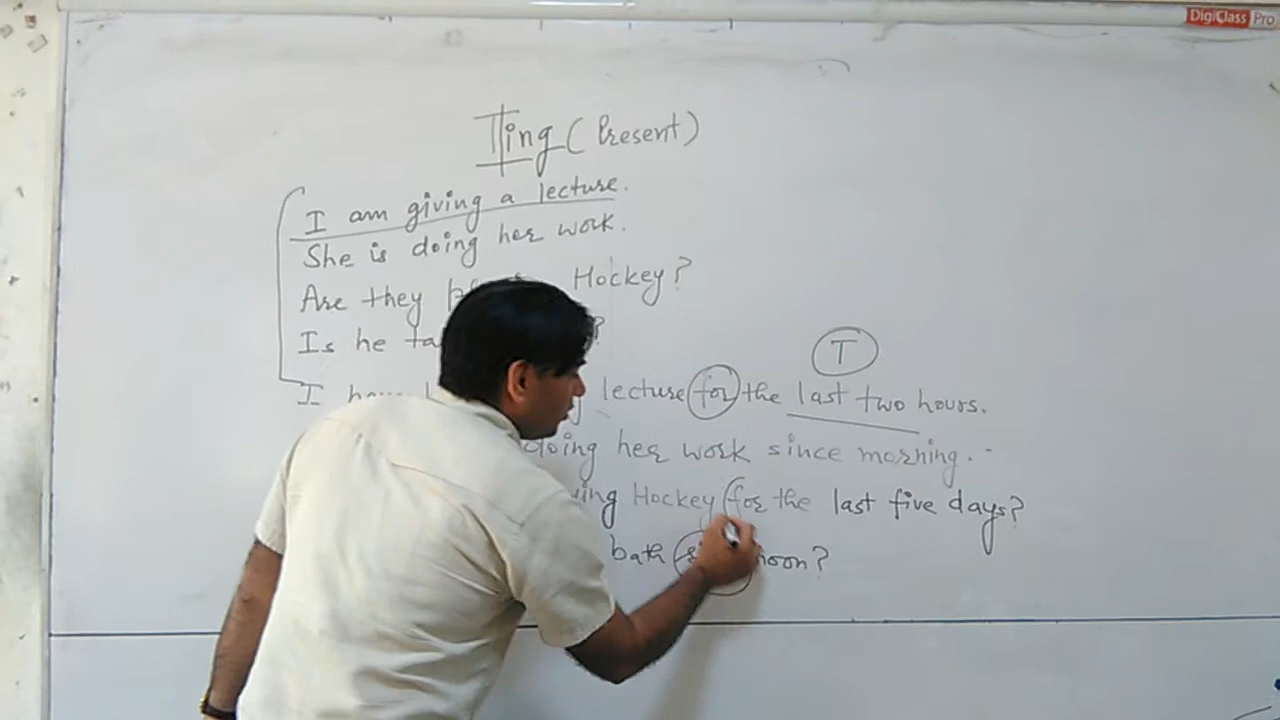 DigiClass Pro
Ting (Present)
I am giving a lecture.
She is doing her work.
Are they Hockey?
Is he ?
T
I lecture for the last two hours.
doing her work since morning.
Hockey for the last five days?
bath noon?